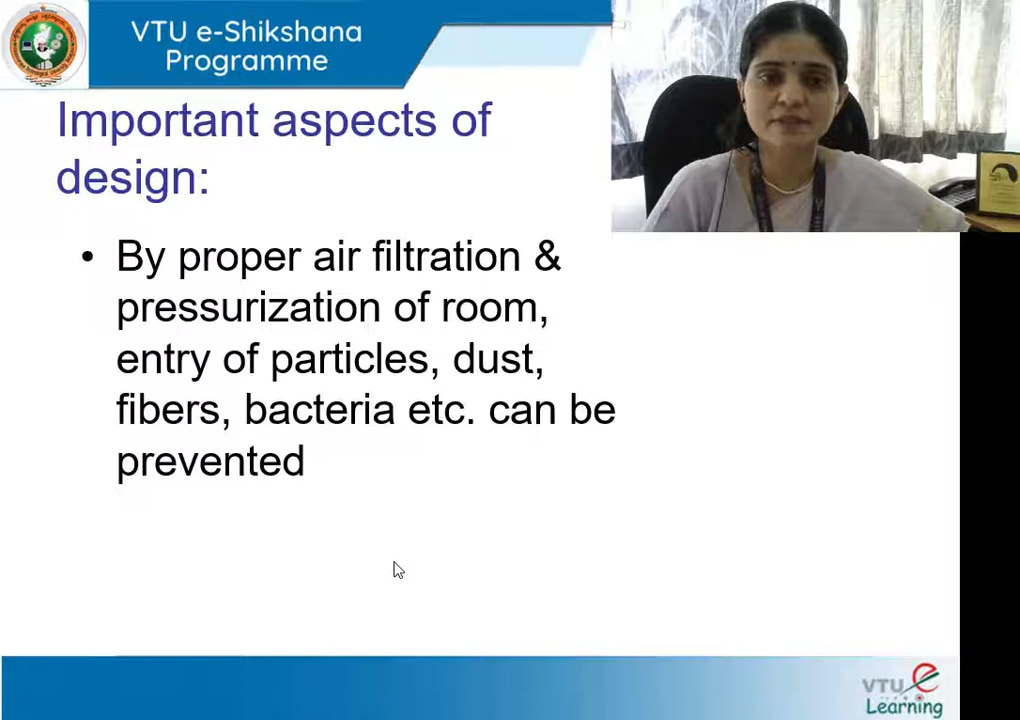 VTU e-Shikshana
Programme
Important aspects of
design:
• By proper air filtration &
pressurization of room,
entry of particles, dust,
fibers, bacteria etc. can be
prevented
VTU e
Learning